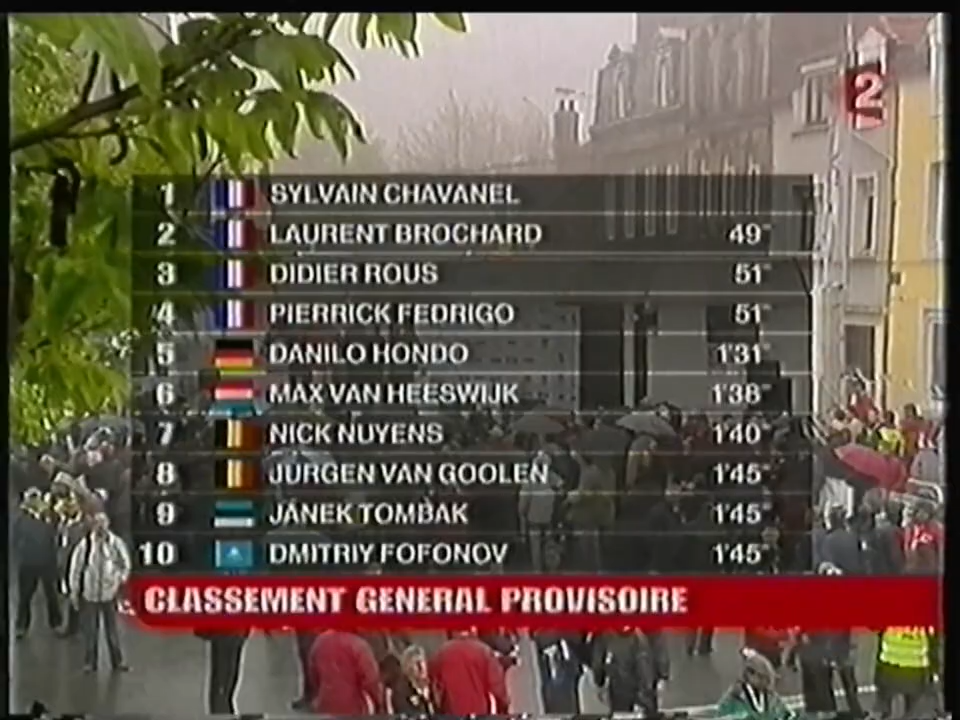 2
1 SYLVAIN CHAVANEL
2 LAURENT BROCHARD 49"
3 DIDIER ROUS 51"
4 PIERRICK FEDRIGO 51"
5 DANILO HONDO 1'31"
6 MAX VAN HEESWIJK 1'38"
7 NICK NUYENS 1'40"
8 JURGEN VAN GOOLEN 1'45"
9 JANEK TOMBAK 1'45"
10 DMITRIY FOFONOV 1'45"
CLASSEMENT GENERAL PROVISOIRE